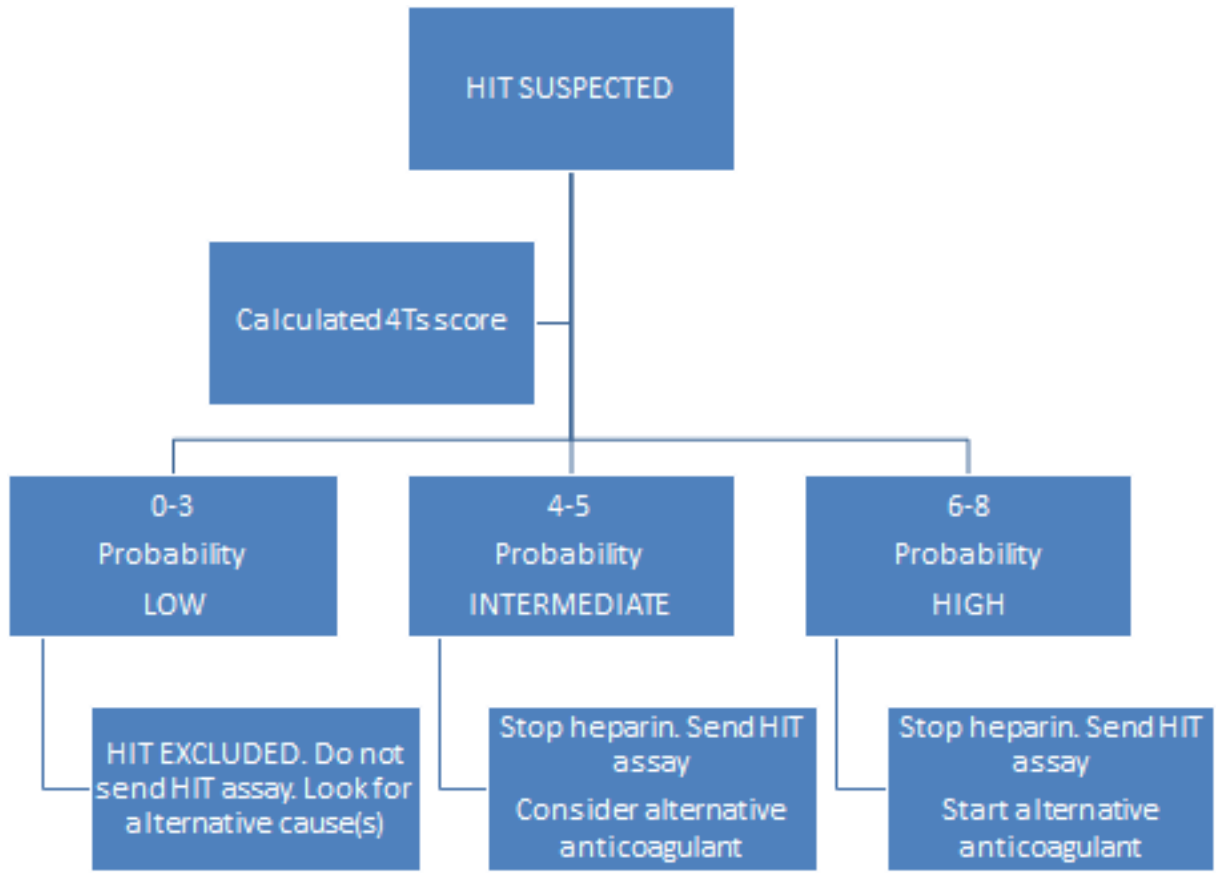 HIT SUSPECTED
Calculated 4Ts score
0-3
Probability
LOW
4-5
Probability
INTERMEDIATE
6-8
Probability
HIGH
HIT EXCLUDED. Do not
send HIT assay. Look for
alternative cause(s)
Stop heparin. Send HIT
assay
Consider alternative
anticoagulant
Stop heparin. Send HIT
assay
Start alternative
anticoagulant